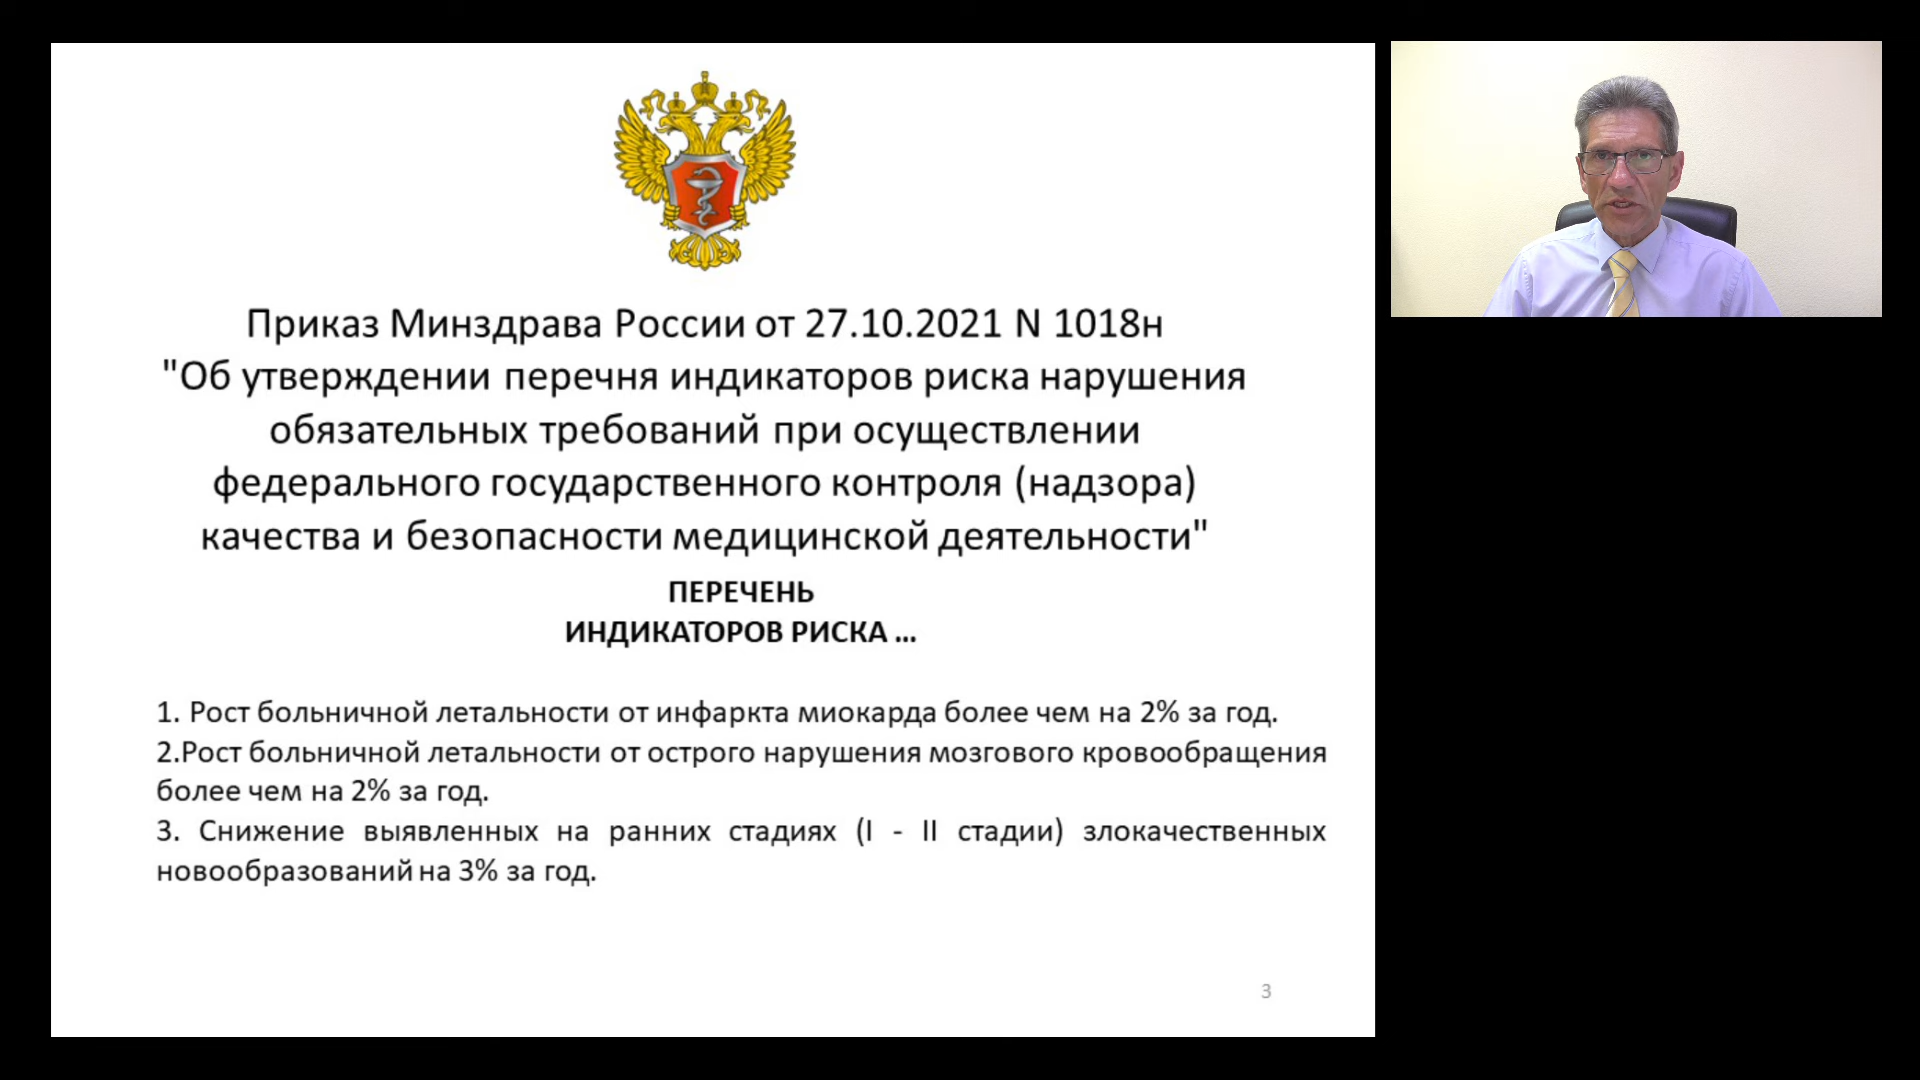 Приказ Минздрава России от 27.10.2021 N 1018н
"Об утверждении перечня индикаторов риска нарушения
обязательных требований при осуществлении
федерального государственного контроля (надзора)
качества и безопасности медицинской деятельности"
ПЕРЕЧЕНЬ
ИНДИКАТОРОВ РИСКА ...
1. Рост больничной летальности от инфаркта миокарда более чем на 2% за год.
2.Рост больничной летальности от острого нарушения мозгового кровообращения
более чем на 2% за год.
3. Снижение выявленных на ранних стадиях (I - II стадии) злокачественных
новообразований на 3% за год.
3